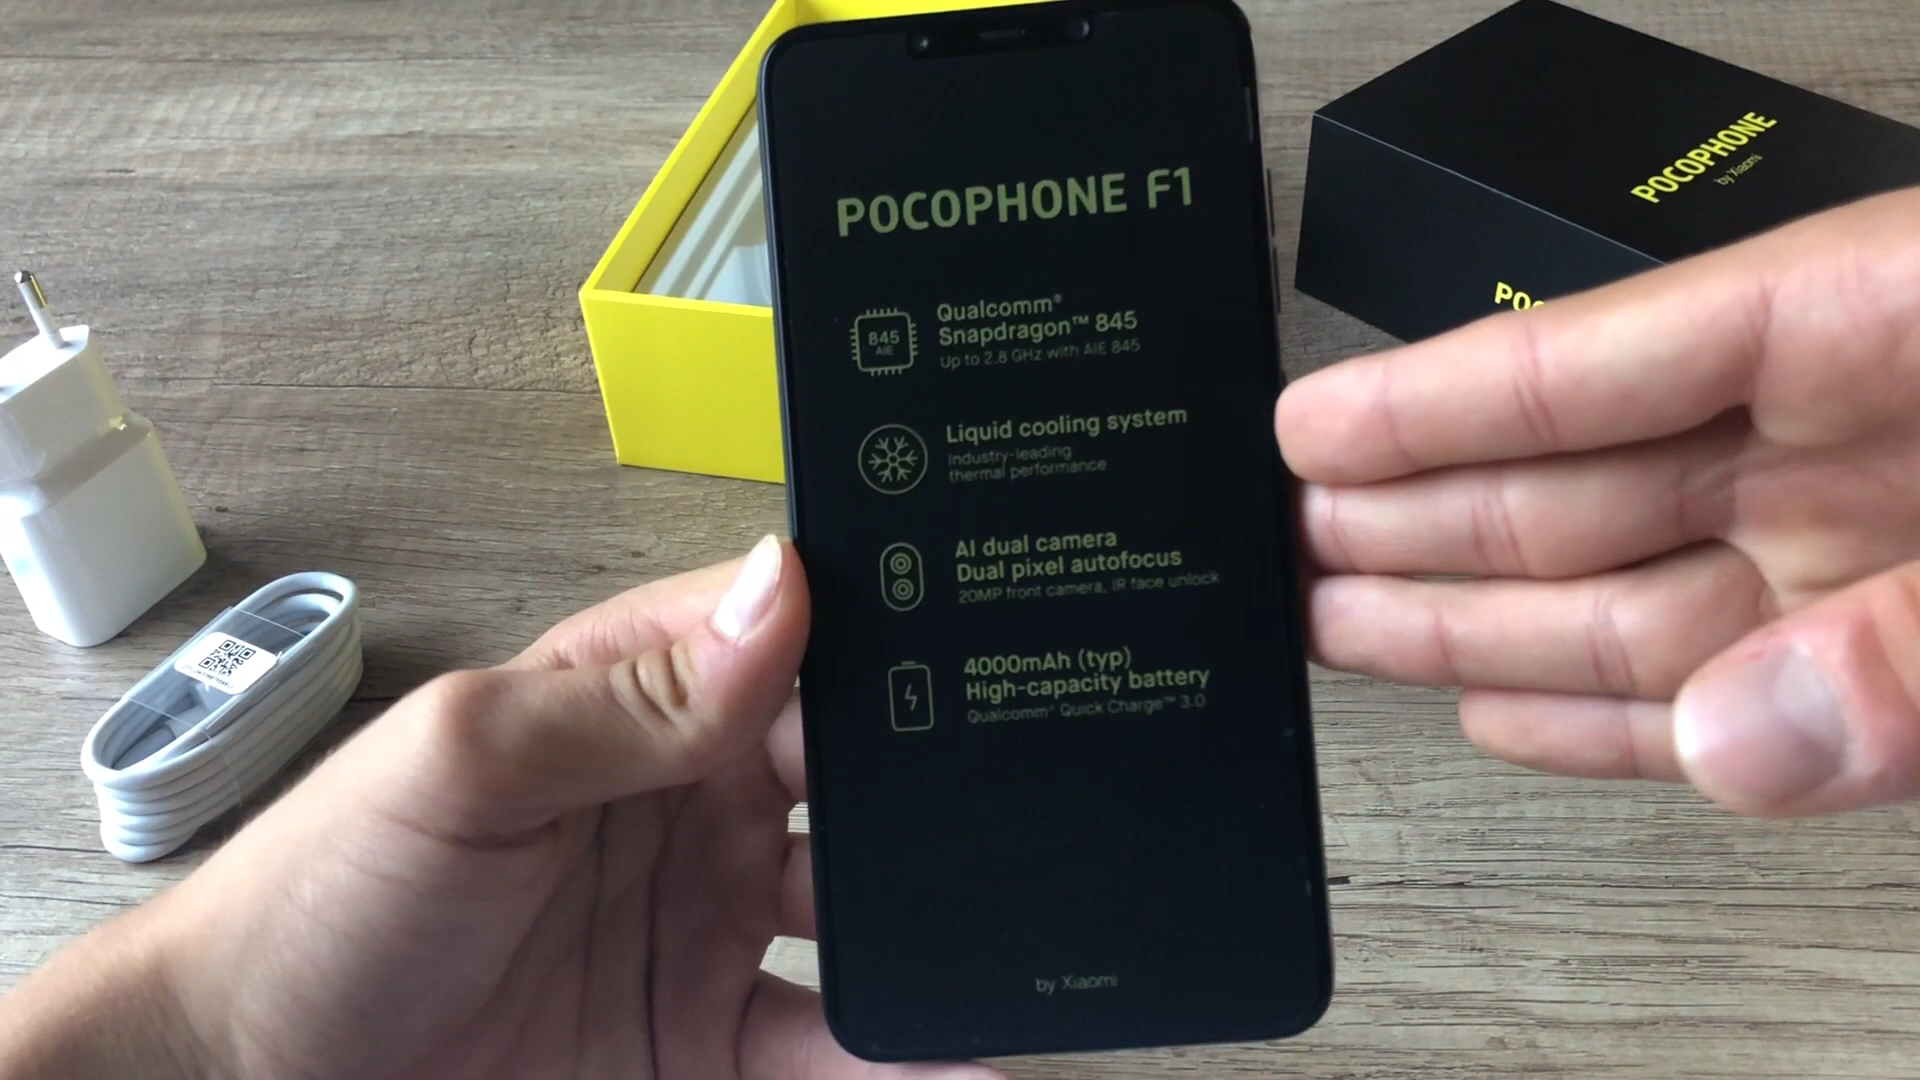 POCOPHONE F1
845
AIE
Qualcomm®
Snapdragon™ 845
Up to 2.8 GHz with AIE 845
Liquid cooling system
Industry-leading
thermal performance
AI dual camera
Dual pixel autofocus
20MP front camera, IR face unlock
4000mAh (typ)
High-capacity battery
Qualcomm® Quick Charge™ 3.0
by Xiaomi
POCOPHONE
by Xiaomi